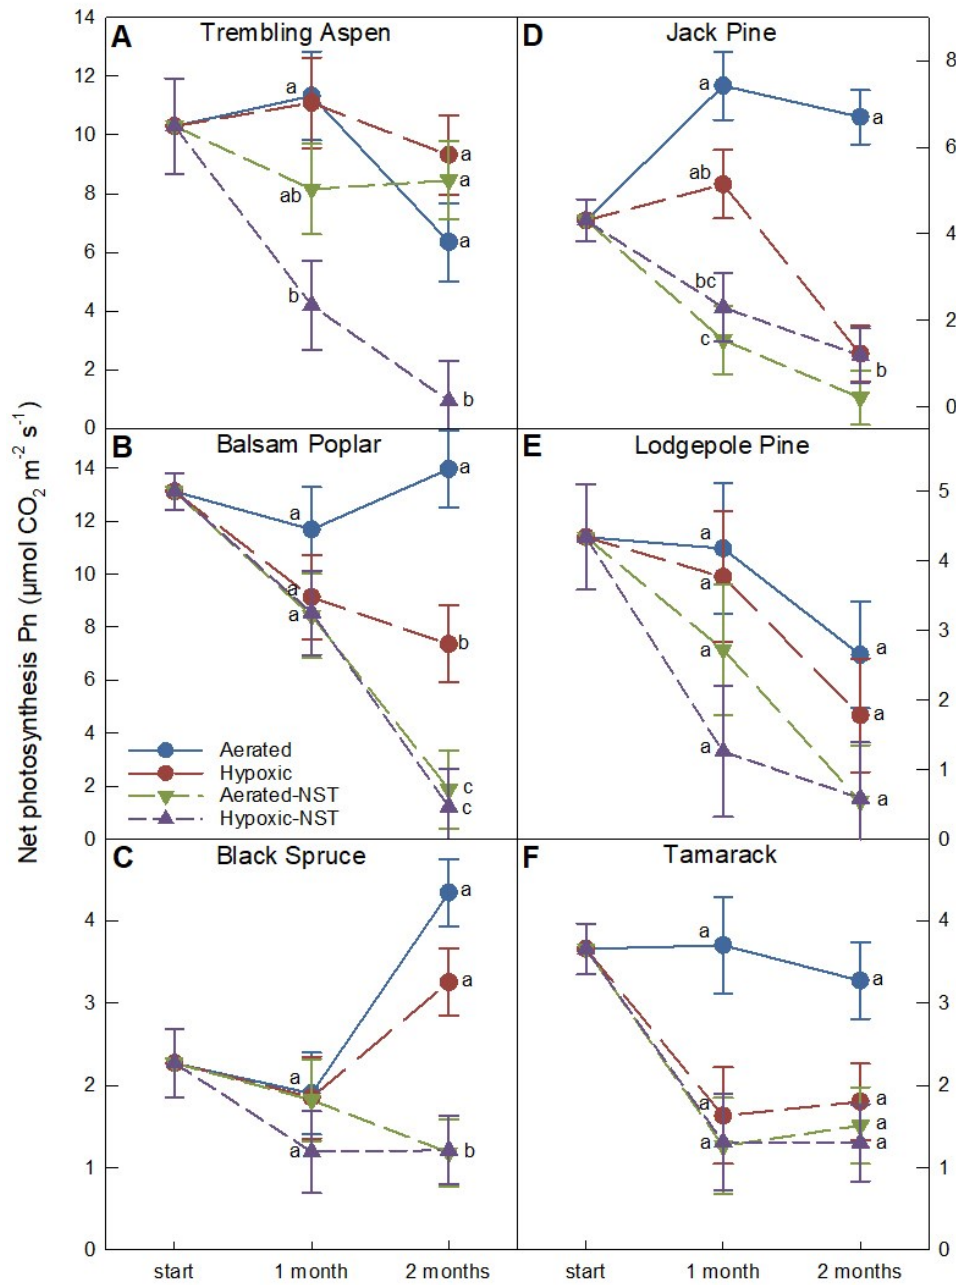 A Trembling Aspen
14
12
10
8
6
4
2
0
a
ab
b
a
a
a
b
D Jack Pine
8
6
4
2
0
a
ab
bc
c
a
b
Net photosynthesis Pn (µmol CO2 m-2 s-1)
B Balsam Poplar
14
12
10
8
6
4
2
0
a
a
a
a
b
c
c
Aerated
Hypoxic
Aerated-NST
Hypoxic-NST
E Lodgepole Pine
5
4
3
2
1
0
a
a
a
a
a
a
a
C Black Spruce
4
3
2
1
0
a
a
a
a
b
start 1 month 2 months
F Tamarack
4
3
2
1
0
a
a
a
a
a
a
a
start 1 month 2 months